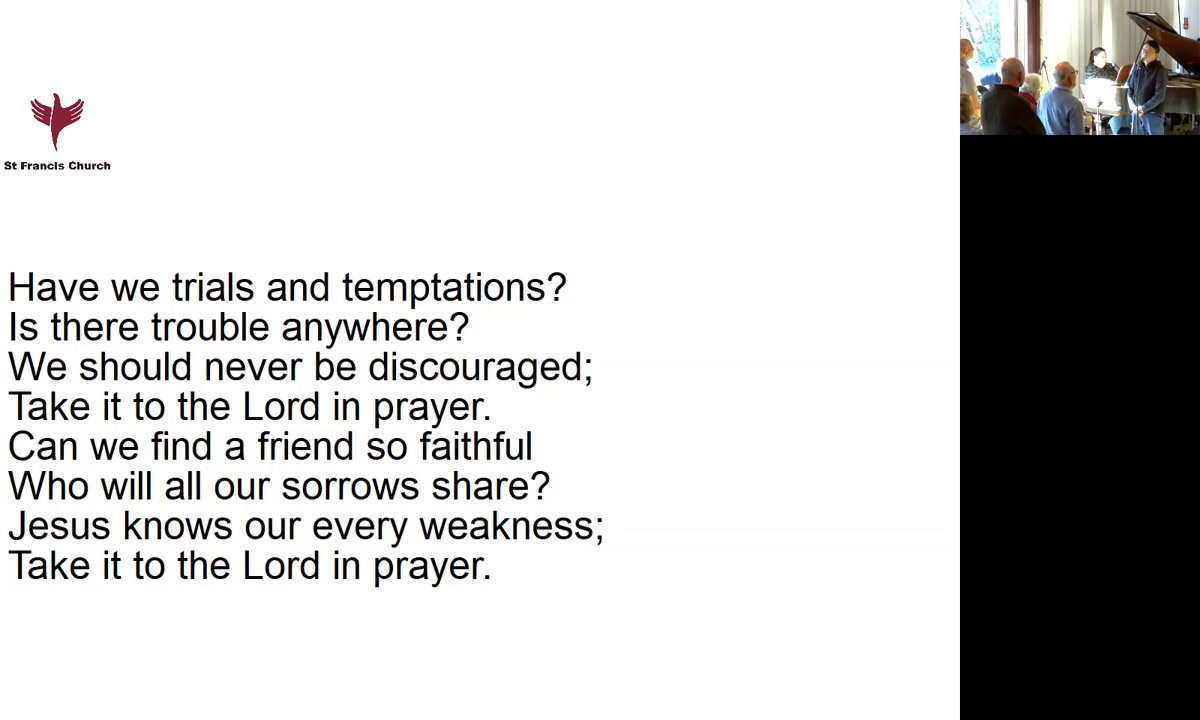 St Francis Church
Have we trials and temptations?
Is there trouble anywhere?
We should never be discouraged;
Take it to the Lord in prayer.
Can we find a friend so faithful
Who will all our sorrows share?
Jesus knows our every weakness;
Take it to the Lord in prayer.